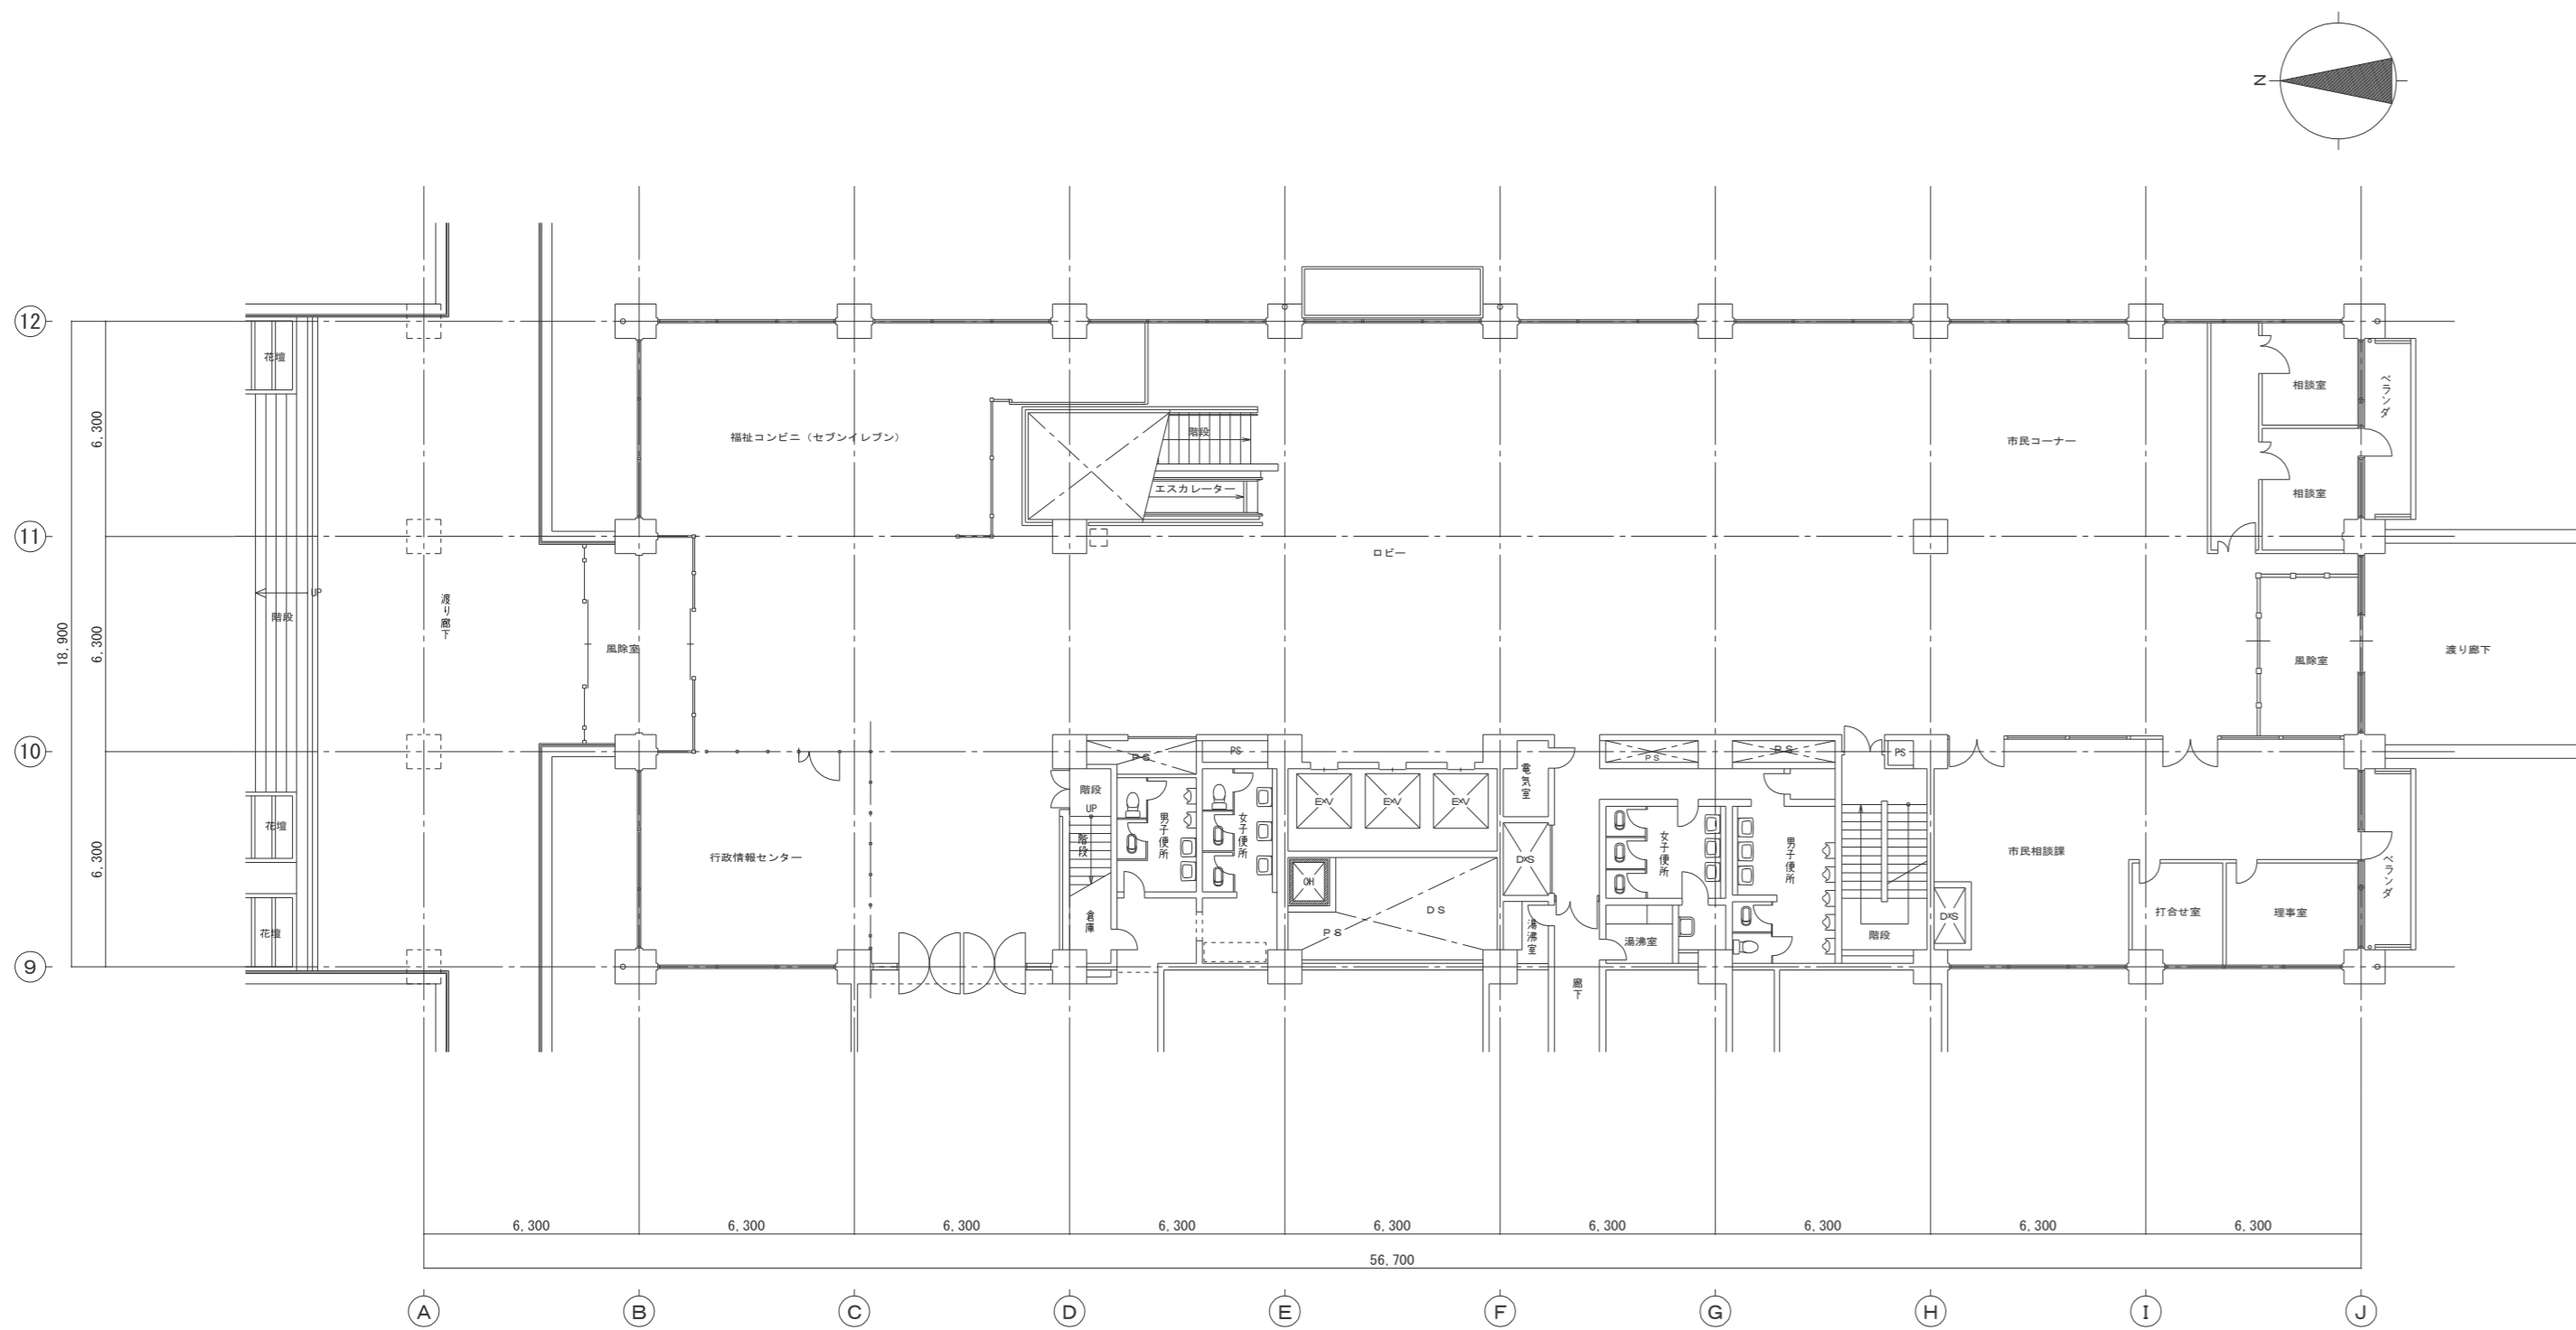 N
12
花壇
相談室
ベランダ
6,300
福祉コンビニ（セブンイレブン）
階段
市民コーナー
エスカレーター
相談室
11
ロビー
UP
階段
渡り廊下
18,900
6,300
風除室
風除室
渡り廊下
10
PS
PS
PS
PS
PS
階段
UP
階段
男子便所
女子便所
EV
EV
EV
電気室
花壇
6,300
行政情報センター
DS
女子便所
男子便所
市民相談課
ベランダ
OH
DS
PS
倉庫
湯沸室
湯沸室
階段
DS
打合せ室
理事室
花壇
9
廊下
6,300
6,300
6,300
6,300
6,300
6,300
6,300
6,300
6,300
56,700
A
B
C
D
E
F
G
H
I
J